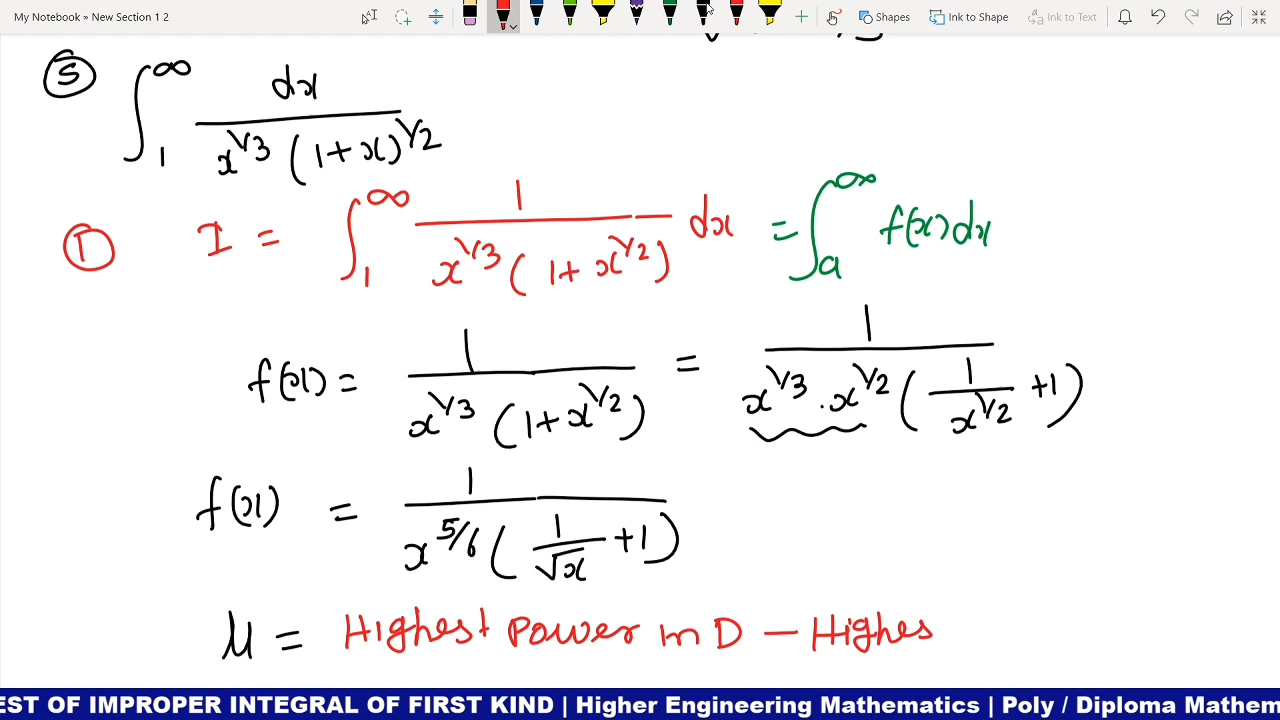 My Notebook » New Section 1 2
Shapes Ink to Shape Ink to Text
(5) ∫₁^∞ dx / x^(1/3) (1+x)^(1/2)
(1) I = ∫₁^∞ 1 / x^(1/3) (1+x^(1/2)) dx = ∫ₐ^∞ f(x) dx
f(x) = 1 / x^(1/3) (1+x^(1/2)) = 1 / x^(1/3) . x^(1/2) (1/x^(1/2) + 1)
f(x) = 1 / x^(5/6) (1/√x + 1)
μ = Highest Power in D – Highes
EST OF IMPROPER INTEGRAL OF FIRST KIND | Higher Engineering Mathematics | Poly / Diploma Mathem